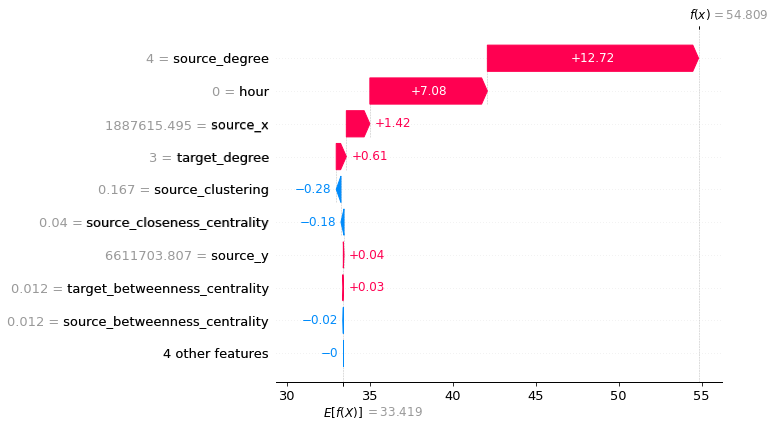 f(x) = 54.809
4 = source_degree +12.72
0 = hour +7.08
1887615.495 = source_x +1.42
3 = target_degree +0.61
0.167 = source_clustering −0.28
0.04 = source_closeness_centrality −0.18
6611703.807 = source_y +0.04
0.012 = target_betweenness_centrality +0.03
0.012 = source_betweenness_centrality −0.02
4 other features −0
30 35 40 45 50 55
E[f(X)] = 33.419